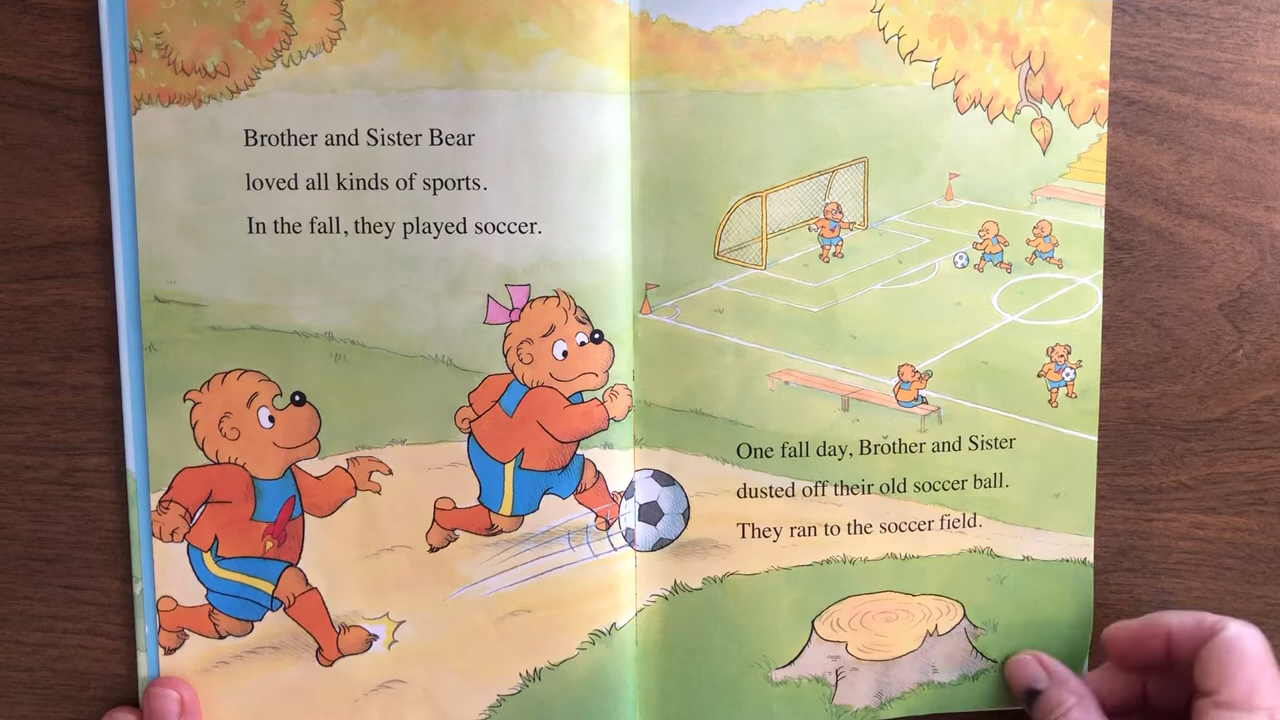 Brother and Sister Bear
loved all kinds of sports.
In the fall, they played soccer.
One fall day, Brother and Sister
dusted off their old soccer ball.
They ran to the soccer field.